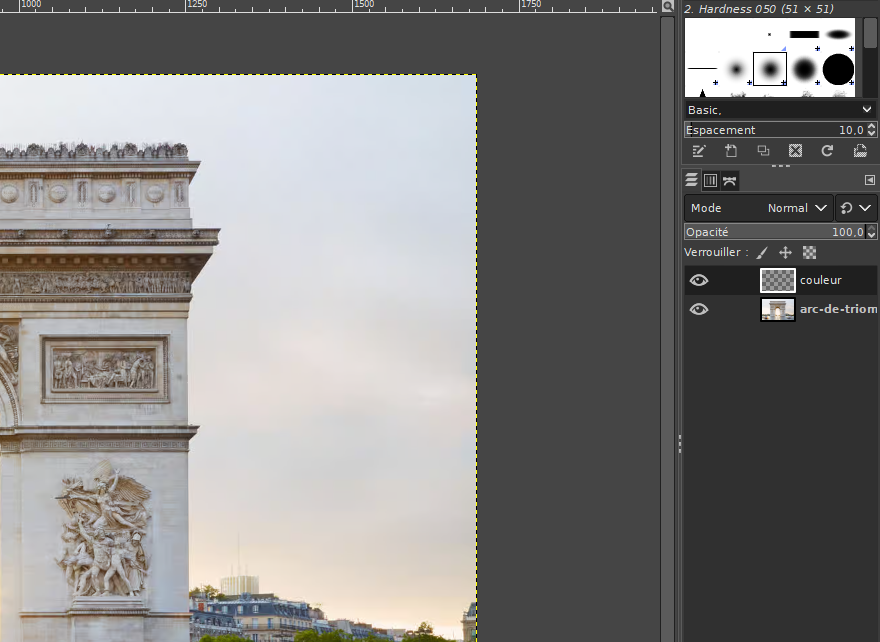 1000 1250 1500 1750
2. Hardness 050 (51 × 51)
Basic,
Espacement 10,0
Mode Normal
Opacité 100,0
Verrouiller :
couleur
arc-de-triom